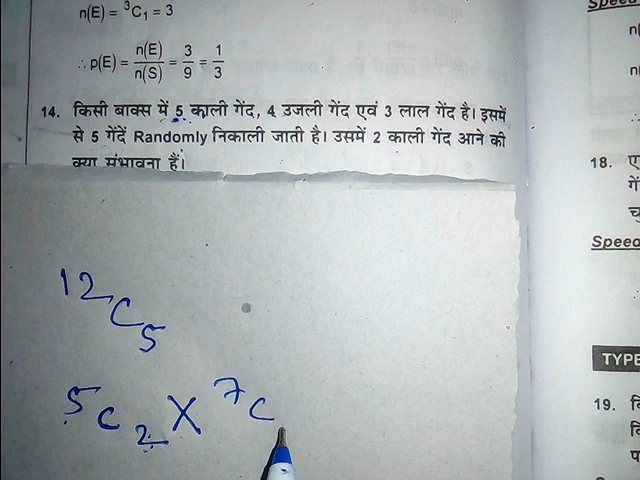 n(E) = ³C₁ = 3
∴ p(E) = n(E)/n(S) = 3/9 = 1/3
14. किसी बाक्स में 5 काली गेंद, 4 उजली गेंद एवं 3 लाल गेंद है। इसमें
से 5 गेंदें Randomly निकाली जाती है। उसमें 2 काली गेंद आने की
क्या संभावना हैं।
¹²C₅
⁵C₂ X ⁷C
Speed
n(
n(
18. ए
गें
चु
Speed
TYPE
19.